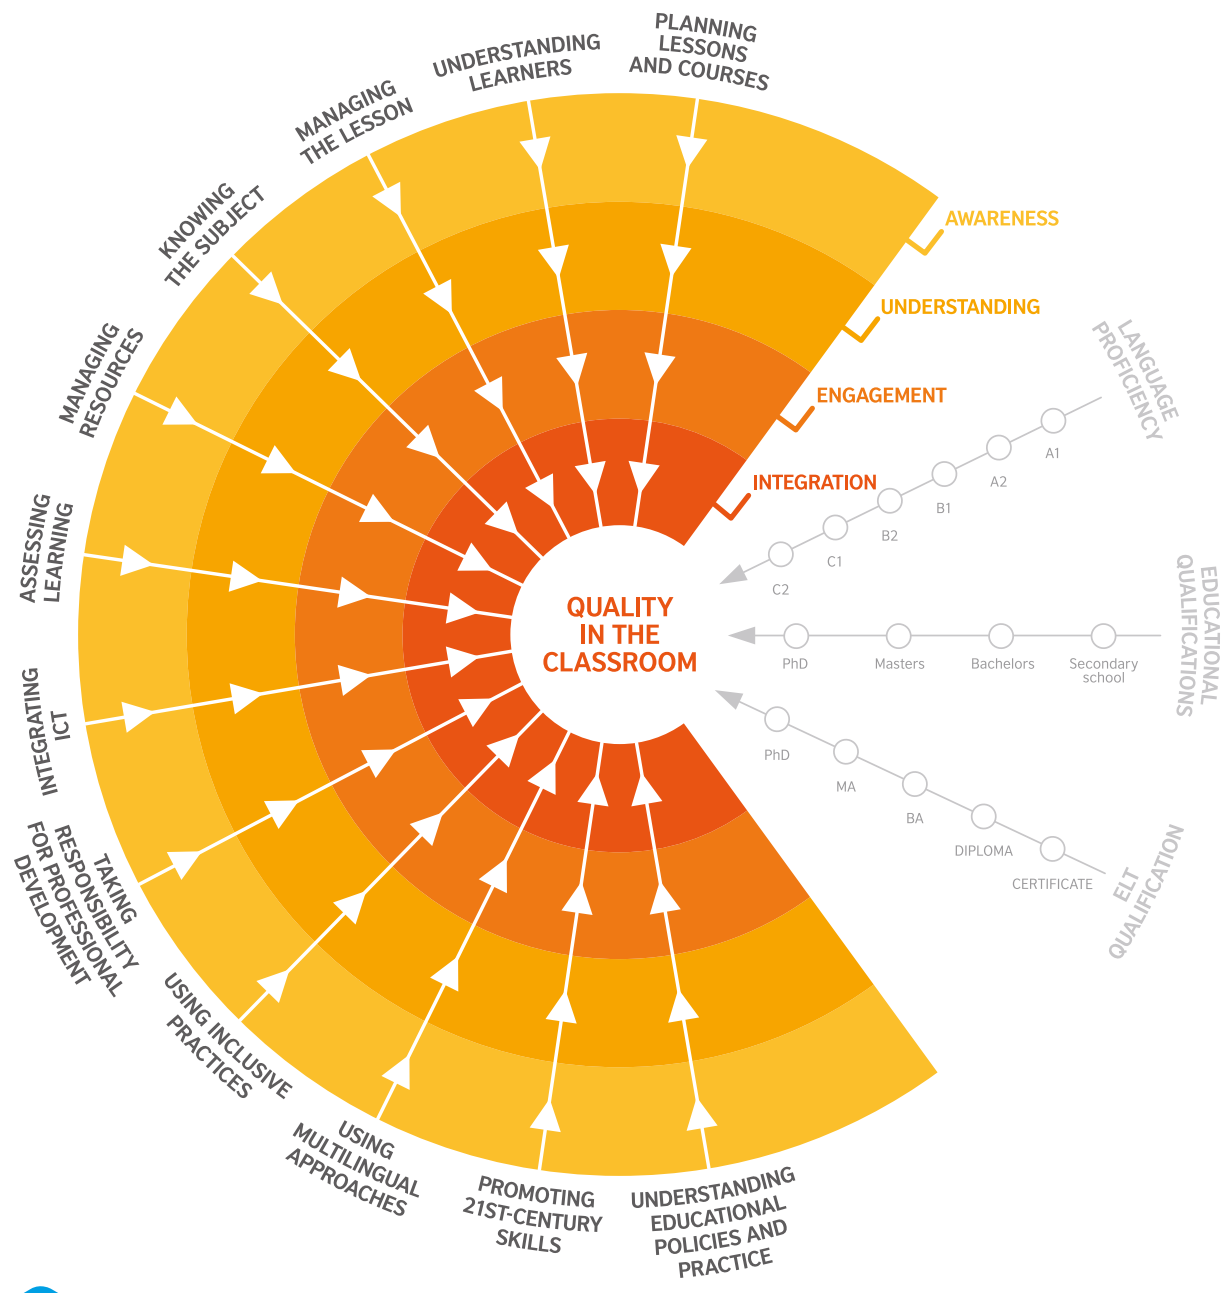 PLANNING
LESSONS
AND COURSES
UNDERSTANDING
LEARNERS
MANAGING
THE LESSON
KNOWING
THE SUBJECT
MANAGING
RESOURCES
ASSESSING
LEARNING
INTEGRATING
ICT
TAKING
RESPONSIBILITY
FOR PROFESSIONAL
DEVELOPMENT
USING INCLUSIVE
PRACTICES
USING
MULTILINGUAL
APPROACHES
PROMOTING
21ST-CENTURY
SKILLS
UNDERSTANDING
EDUCATIONAL
POLICIES AND
PRACTICE
AWARENESS
UNDERSTANDING
ENGAGEMENT
INTEGRATION
QUALITY
IN THE
CLASSROOM
LANGUAGE
PROFICIENCY
A1
A2
B1
B2
C1
C2
EDUCATIONAL
QUALIFICATIONS
PhD
Masters
Bachelors
Secondary
school
PhD
MA
BA
DIPLOMA
CERTIFICATE
ELT
QUALIFICATION